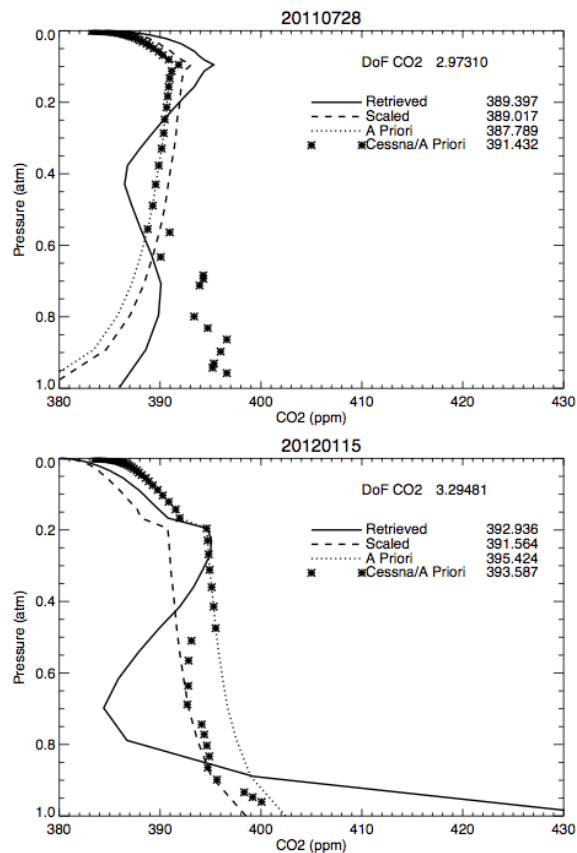 20110728
0.0
DoF CO2 2.97310
Retrieved 389.397
0.2
Scaled 389.017
A Priori 387.789
Cessna/A Priori 391.432
0.4
Pressure (atm)
0.6
0.8
1.0
380 390 400 410 420 430
CO2 (ppm)
20120115
0.0
DoF CO2 3.29481
Retrieved 392.936
0.2
Scaled 391.564
A Priori 395.424
Cessna/A Priori 393.587
0.4
Pressure (atm)
0.6
0.8
1.0
380 390 400 410 420 430
CO2 (ppm)